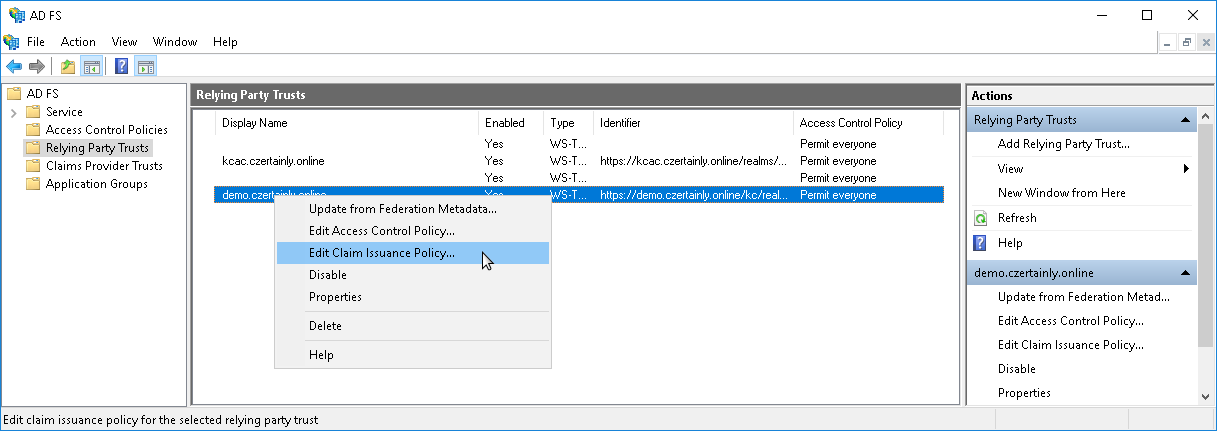 AD FS
File Action View Window Help
AD FS
Service
Access Control Policies
Relying Party Trusts
Claims Provider Trusts
Application Groups
Relying Party Trusts
Display Name Enabled Type Identifier Access Control Policy
Yes WS-T... Permit everyone
kcac.czertainly.online Yes WS-T... https://kcac.czertainly.online/realms/... Permit everyone
Yes WS-T... Permit everyone
demo.czertainly.online Yes WS-T... https://demo.czertainly.online/kc/real... Permit everyone
Update from Federation Metadata...
Edit Access Control Policy...
Edit Claim Issuance Policy...
Disable
Properties
Delete
Help
Actions
Relying Party Trusts
Add Relying Party Trust...
View
New Window from Here
Refresh
Help
demo.czertainly.online
Update from Federation Metad...
Edit Access Control Policy...
Edit Claim Issuance Policy...
Disable
Properties
Edit claim issuance policy for the selected relying party trust